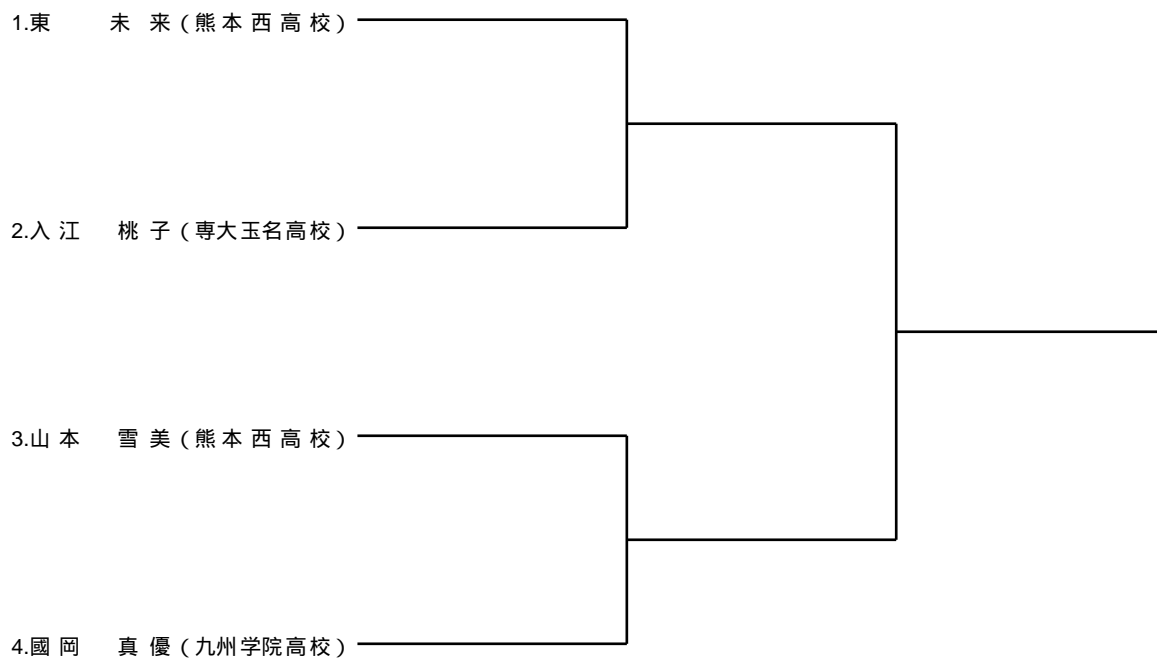 1.東 未来(熊本西高校)
2.入江 桃子(専大玉名高校)
3.山本 雪美(熊本西高校)
4.國岡 真優(九州学院高校)